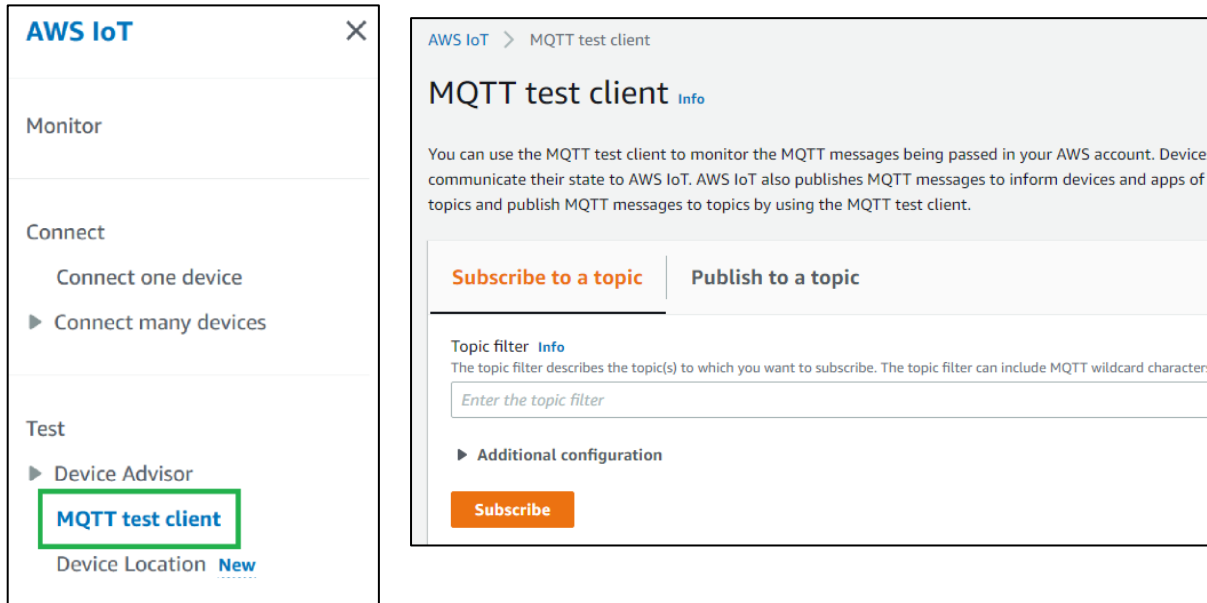 AWS IoT
Monitor
Connect
Connect one device
Connect many devices
Test
Device Advisor
MQTT test client
Device Location New
AWS IoT > MQTT test client
MQTT test client Info
You can use the MQTT test client to monitor the MQTT messages being passed in your AWS account. Device
communicate their state to AWS IoT. AWS IoT also publishes MQTT messages to inform devices and apps of
topics and publish MQTT messages to topics by using the MQTT test client.
Subscribe to a topic
Publish to a topic
Topic filter Info
The topic filter describes the topic(s) to which you want to subscribe. The topic filter can include MQTT wildcard characters
Enter the topic filter
Additional configuration
Subscribe